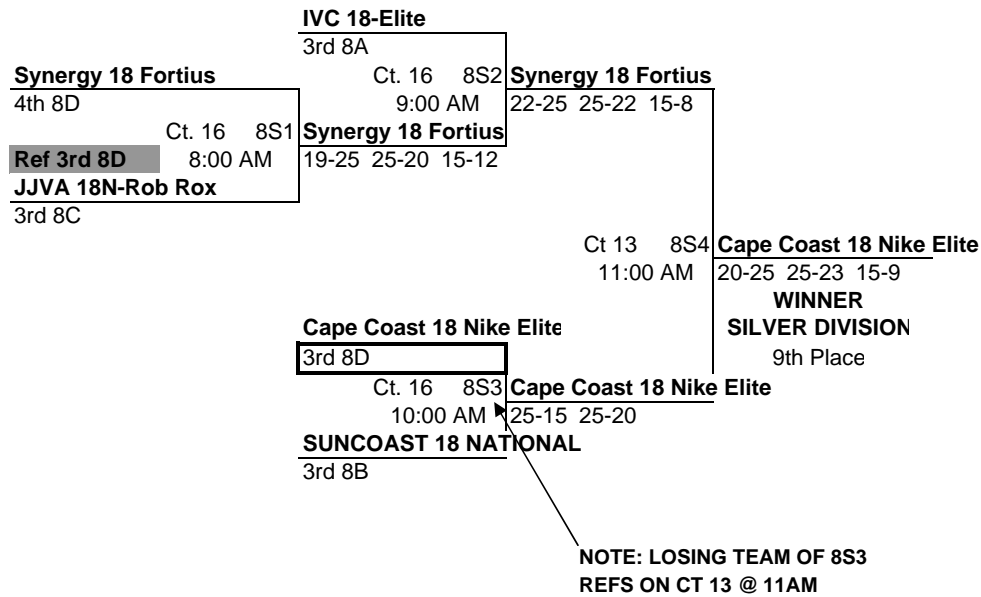 IVC 18-Elite
3rd 8A
Synergy 18 Fortius
Ct. 16 8S2 Synergy 18 Fortius
4th 8D
9:00 AM 22-25 25-22 15-8
Ct. 16 8S1 Synergy 18 Fortius
Ref 3rd 8D 8:00 AM 19-25 25-20 15-12
JJVA 18N-Rob Rox
3rd 8C
Ct 13 8S4 Cape Coast 18 Nike Elite
11:00 AM 20-25 25-23 15-9
WINNER
Cape Coast 18 Nike Elite SILVER DIVISION
3rd 8D 9th Place
Ct. 16 8S3 Cape Coast 18 Nike Elite
10:00 AM 25-15 25-20
SUNCOAST 18 NATIONAL
3rd 8B
NOTE: LOSING TEAM OF 8S3
REFS ON CT 13 @ 11AM